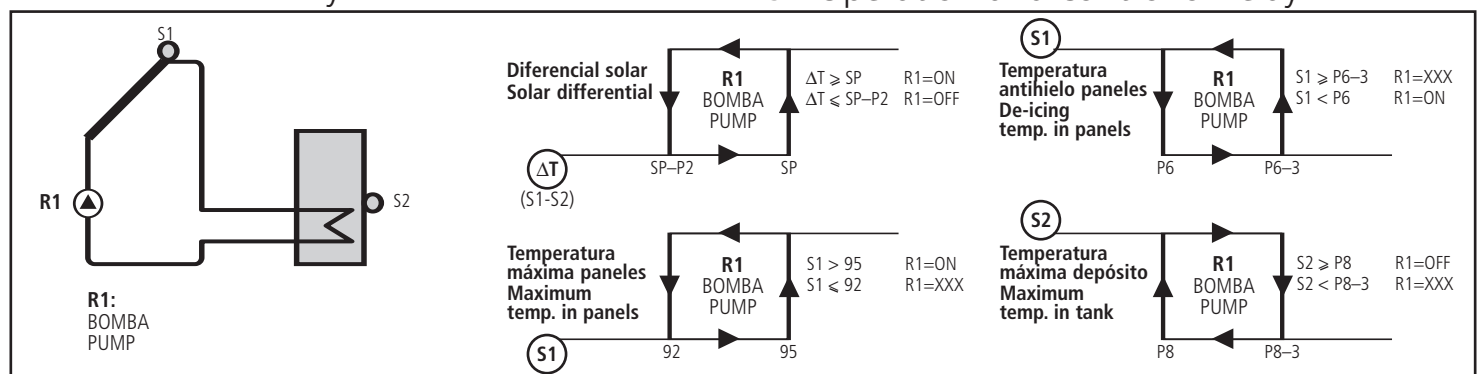 S1
R1
S2
R1:
BOMBA
PUMP
Diferencial solar
Solar differential
R1
BOMBA
PUMP
ΔT ⩾ SP R1=ON
ΔT ⩽ SP–P2 R1=OFF
SP–P2 SP
ΔT
(S1-S2)
S1
Temperatura
antihielo paneles
De-icing
temp. in panels
R1
BOMBA
PUMP
S1 ⩾ P6–3 R1=XXX
S1 < P6 R1=ON
P6 P6–3
Temperatura
máxima paneles
Maximum
temp. in panels
R1
BOMBA
PUMP
S1 > 95 R1=ON
S1 ⩽ 92 R1=XXX
S1
92 95
S2
Temperatura
máxima depósito
Maximum
temp. in tank
R1
BOMBA
PUMP
S2 ⩾ P8 R1=OFF
S2 < P8–3 R1=XXX
P8 P8–3